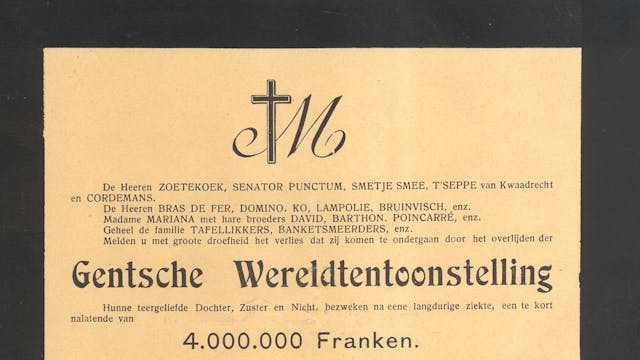 M
De Heeren ZOETEKOEK, SENATOR PUNCTUM, SMETJE SMEE, T'SEPPE van Kwaadrecht
en CORDEMANS.
De Heeren BRAS DE FER, DOMINO, KO, LAMPOLIE, BRUINVISCH, enz.
Madame MARIANA met hare broeders DAVID, BARTHON, POINCARRÉ, enz.
Geheel de familie TAFELLIKKERS, BANKETSMEERDERS, enz.
Melden u met groote droefheid het verlies dat zij komen te ondergaan door het overlijden der
Gentsche Wereldtentoonstelling
Hunne teergeliefde Dochter, Zuster en Nicht, bezweken na eene langdurige ziekte, een te kort
nalatende van
4.000.000 Franken.